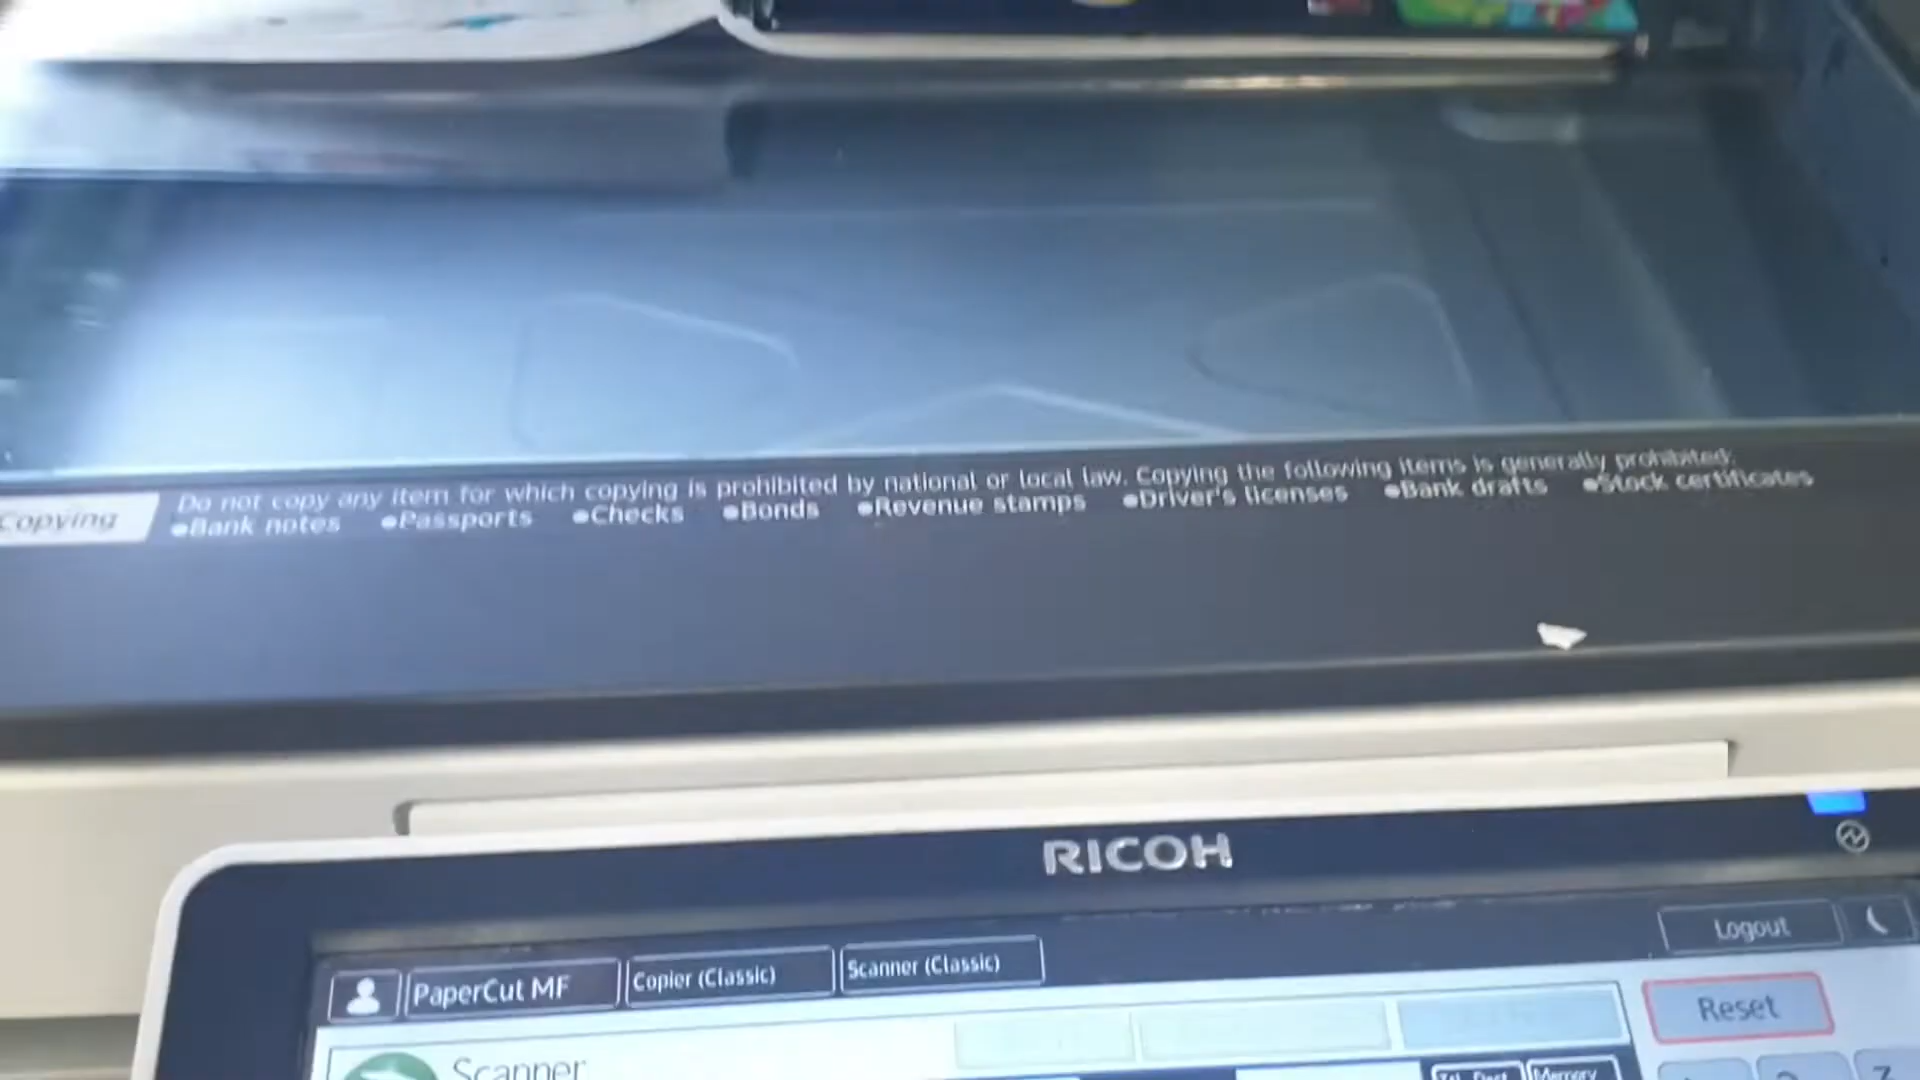 Copying
Do not copy any item for which copying is prohibited by national or local law. Copying the following items is generally prohibited:
●Bank notes ●Passports ●Checks ●Bonds ●Revenue stamps ●Driver's licenses ●Bank drafts ●Stock certificates
RICOH
Logout
PaperCut MF
Copier (Classic)
Scanner (Classic)
Reset
Scanner
Memory